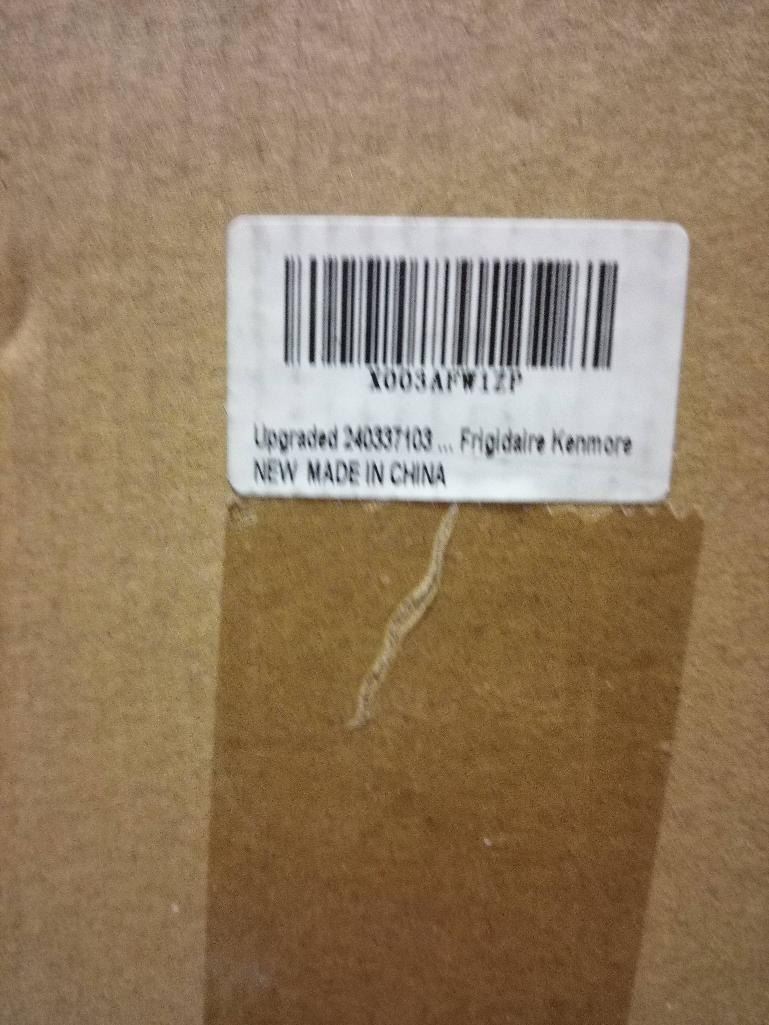 X003AFW1ZP
Upgraded 240337103 ... Frigidaire Kenmore
NEW MADE IN CHINA